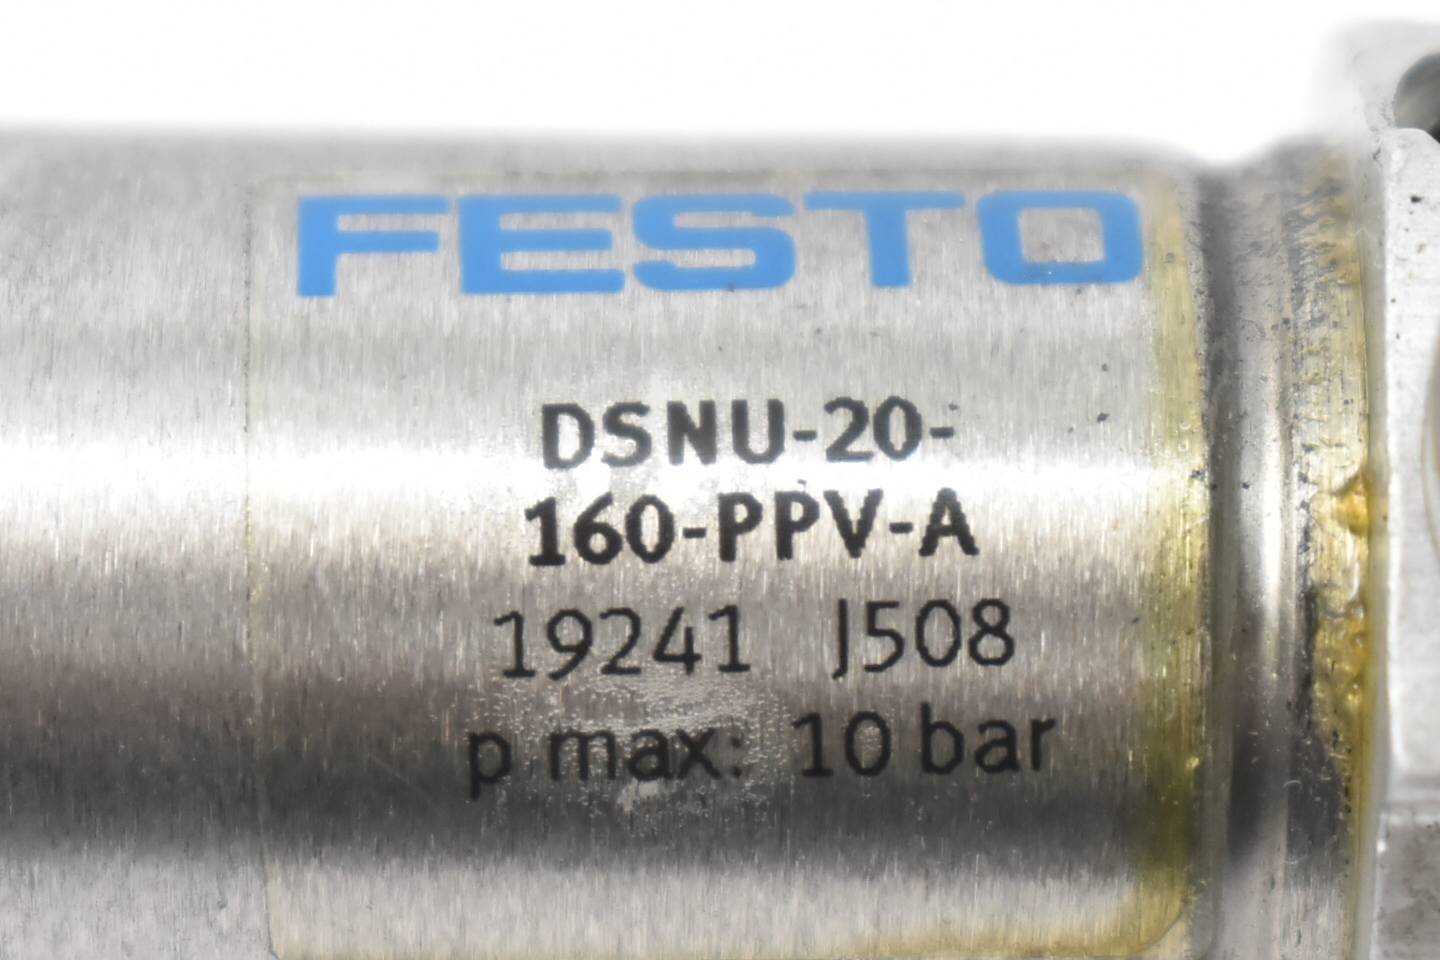 FESTO
DSNU-20-
160-PPV-A
19241 J508
p max: 10 bar